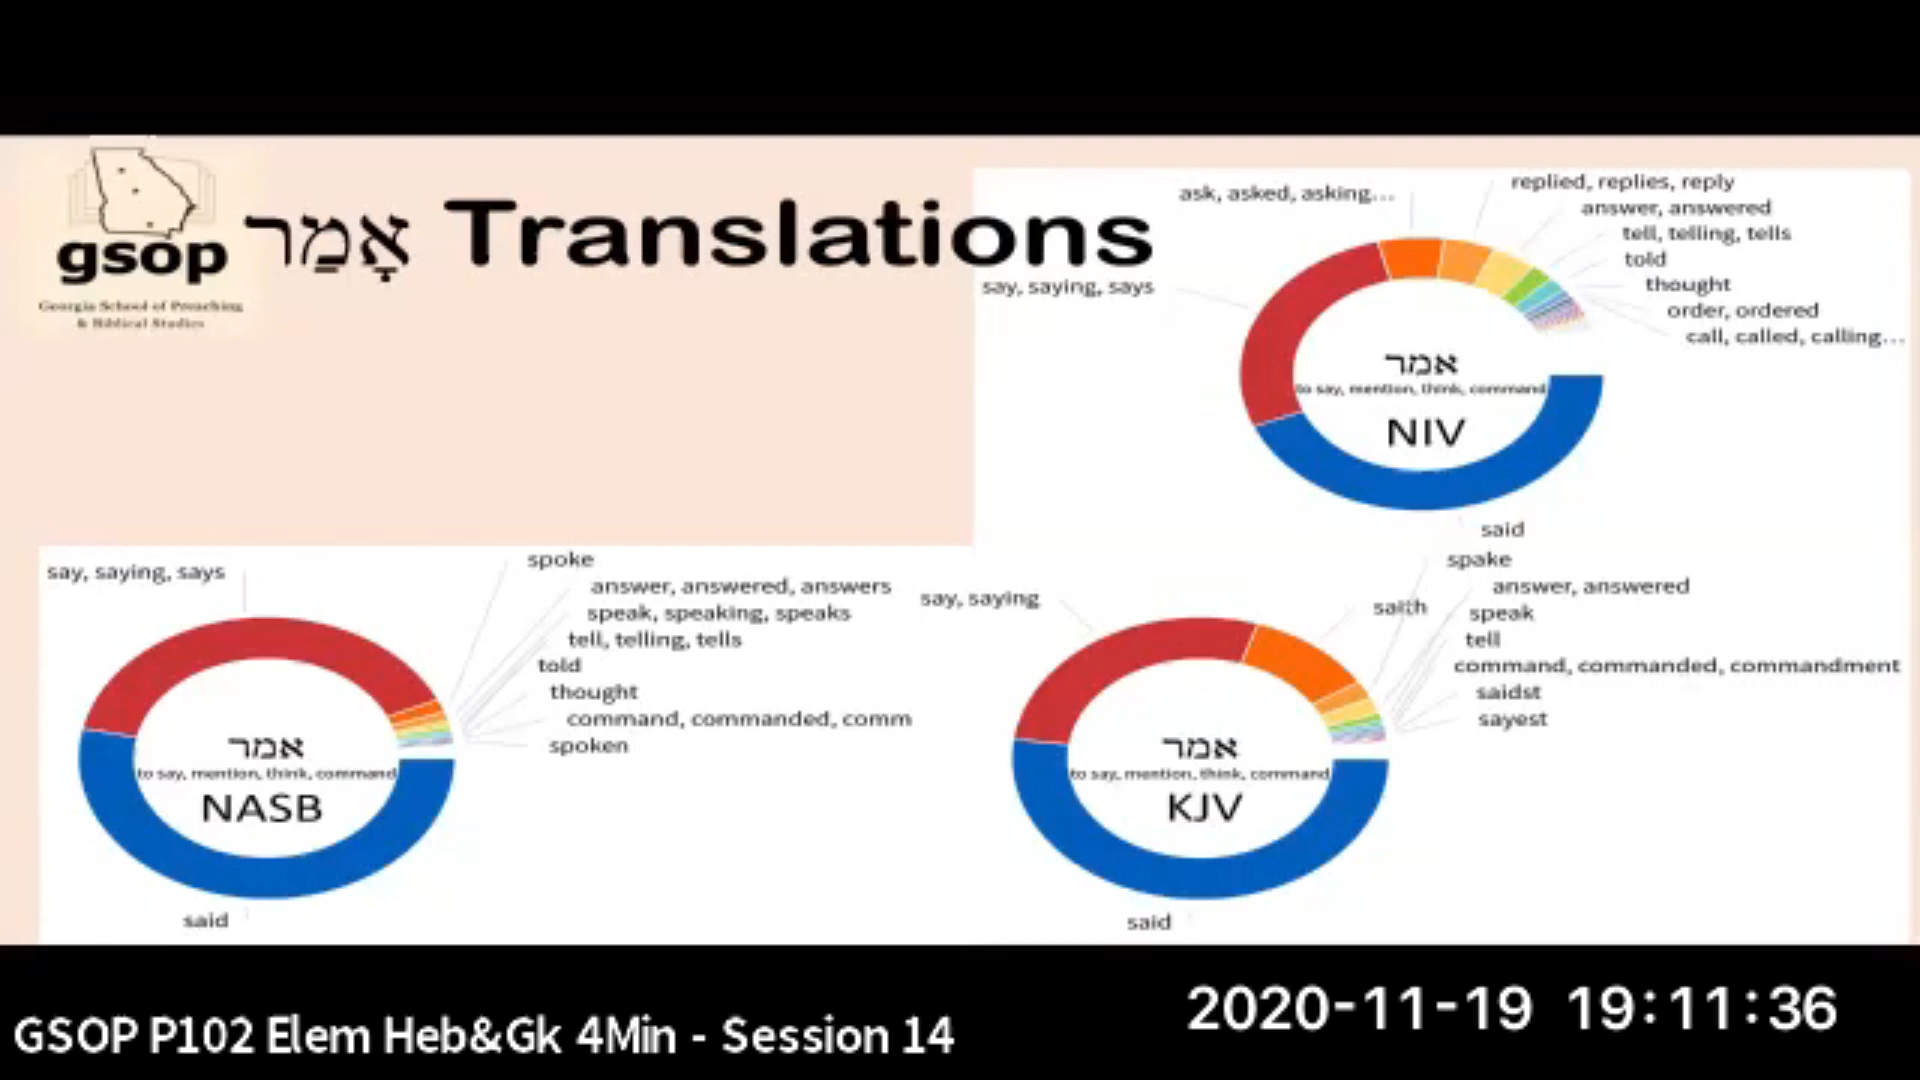 gsop
Georgia School of Preaching
& Biblical Studies
אָמַר Translations
ask, asked, asking...
replied, replies, reply
answer, answered
tell, telling, tells
told
thought
order, ordered
call, called, calling...
say, saying, says
אמר
to say, mention, think, command
NIV
said
say, saying, says
spoke
answer, answered, answers
speak, speaking, speaks
tell, telling, tells
told
thought
command, commanded, comm
spoken
אמר
to say, mention, think, command
NASB
said
say, saying
saith
spake
answer, answered
speak
tell
command, commanded, commandment
saidst
sayest
אמר
to say, mention, think, command
KJV
said
GSOP P102 Elem Heb&Gk 4Min - Session 14
2020-11-19 19:11:36